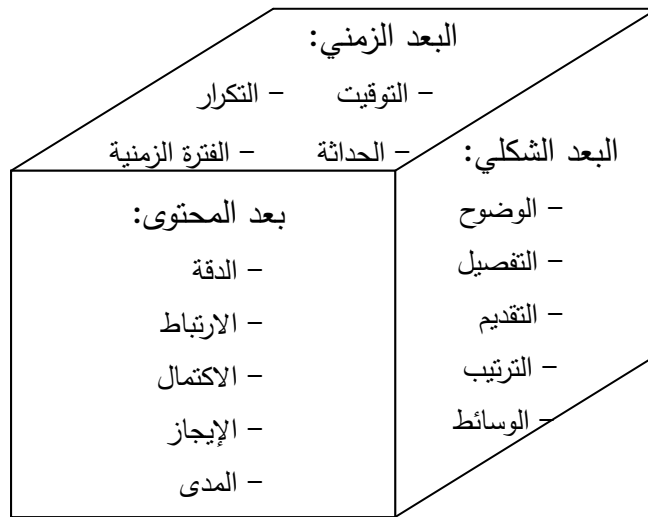 البعد الزمني:
– التوقيت – التكرار
– الحداثة – الفترة الزمنية
البعد الشكلي:
– الوضوح
– التفصيل
– التقديم
– الترتيب
– الوسائط
بعد المحتوى:
– الدقة
– الارتباط
– الاكتمال
– الإيجاز
– المدى